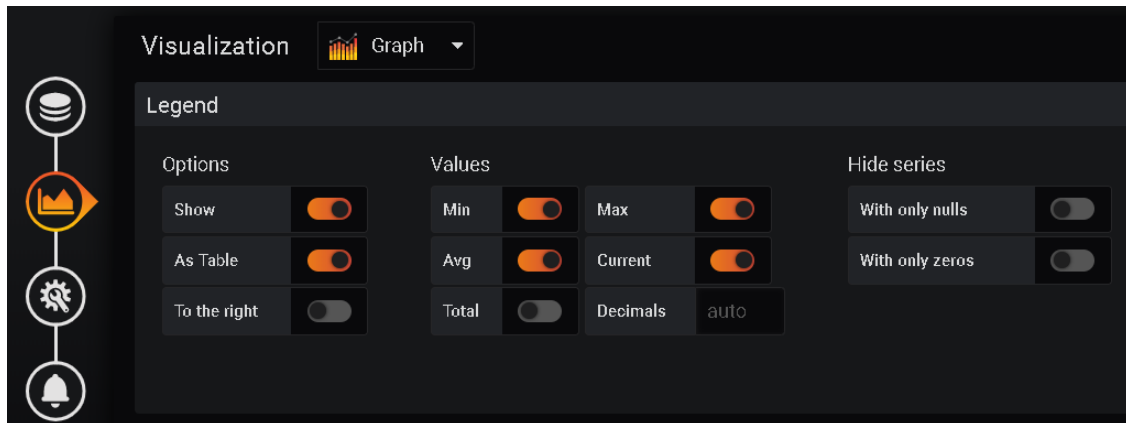 Visualization Graph
Legend
Options Values Hide series
Show Min Max With only nulls
As Table Avg Current With only zeros
To the right Total Decimals auto